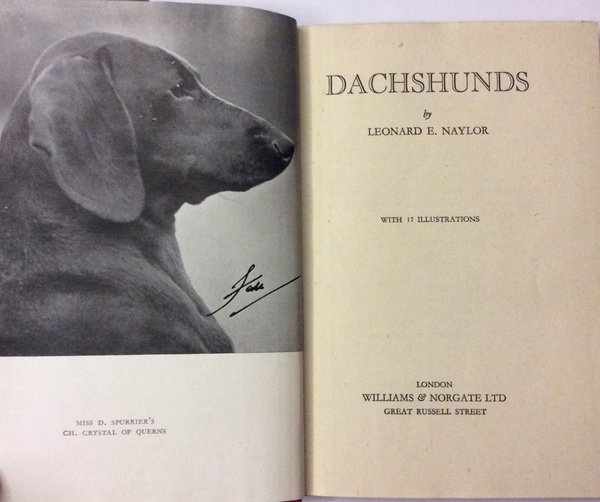 Fall
MISS D. SPURRIER'S
CH. CRYSTAL OF QUERNS
DACHSHUNDS
by
LEONARD E. NAYLOR
WITH 17 ILLUSTRATIONS
LONDON
WILLIAMS & NORGATE LTD
GREAT RUSSELL STREET